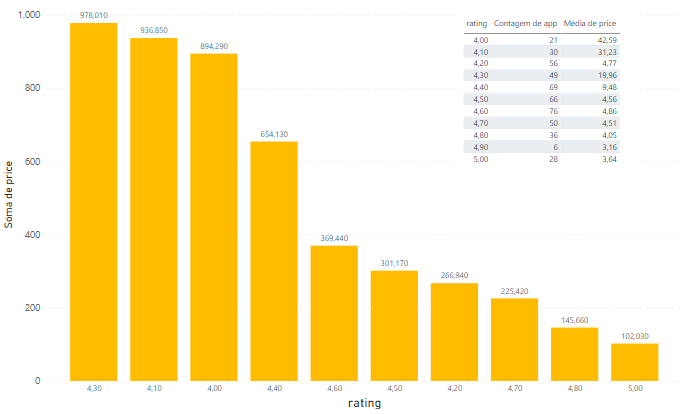 1.000
800
600
400
200
0
Soma de price
978,010
936,850
894,290
654,130
369,440
301,170
266,940
225,420
145,660
102,030
4,30
4,10
4,00
4,40
4,60
4,50
4,20
4,70
4,80
5,00
rating
rating Contagem de app Média de price
4,00 21 42,59
4,10 30 31,23
4,20 56 4,77
4,30 49 19,96
4,40 69 9,48
4,50 66 4,56
4,60 76 4,86
4,70 50 4,51
4,80 36 4,05
4,90 6 3,16
5,00 28 3,64